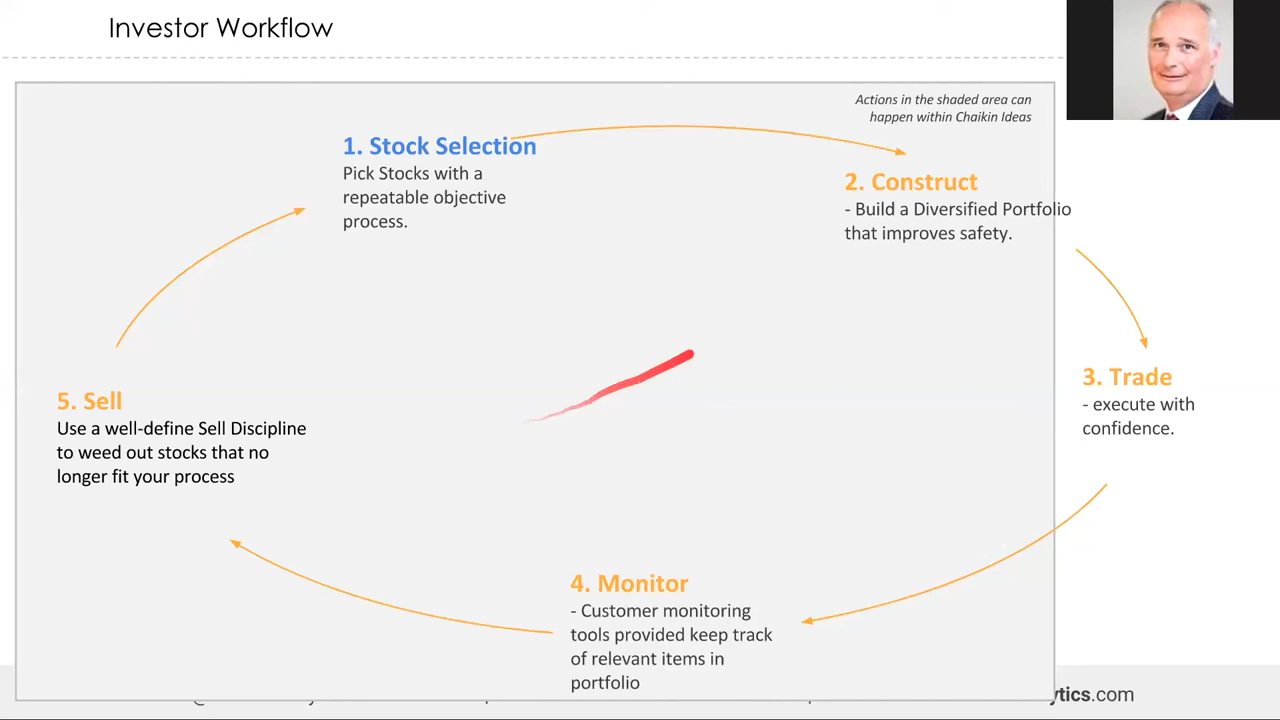 Investor Workflow
Actions in the shaded area can
happen within Chaikin Ideas
1. Stock Selection
Pick Stocks with a
repeatable objective
process.
2. Construct
- Build a Diversified Portfolio
that improves safety.
3. Trade
- execute with
confidence.
4. Monitor
- Customer monitoring
tools provided keep track
of relevant items in
portfolio
5. Sell
Use a well-define Sell Discipline
to weed out stocks that no
longer fit your process
ytics.com